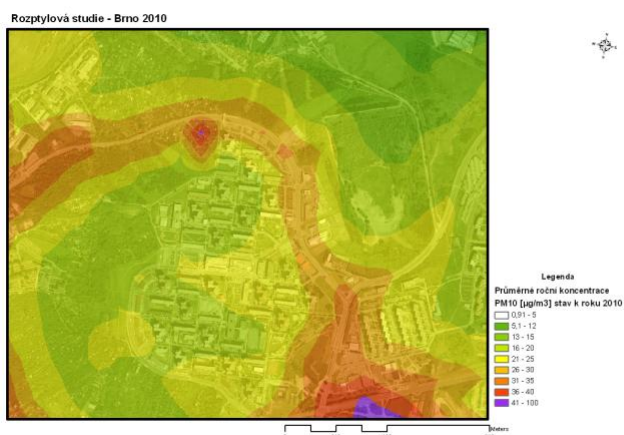 Rozptylová studie - Brno 2010
Legenda
Průměrné roční koncentrace
PM10 [µg/m3] stav k roku 2010
0,91 - 5
5,1 - 12
13 - 15
16 - 20
21 - 25
26 - 30
31 - 35
36 - 40
41 - 100
Meters